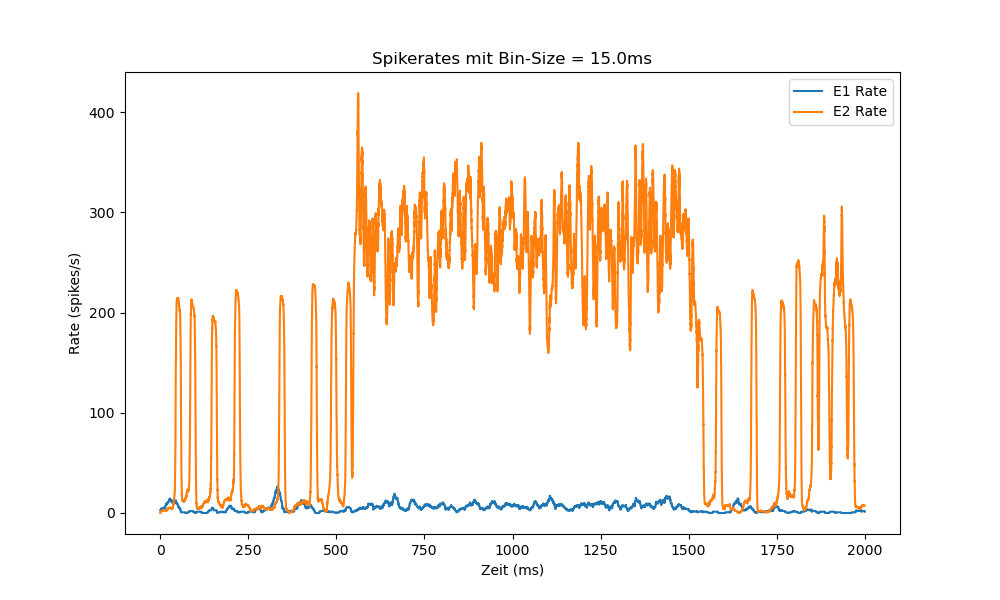 Spikerates mit Bin-Size = 15.0ms
E1 Rate
E2 Rate
400
300
200
100
0
Rate (spikes/s)
0 250 500 750 1000 1250 1500 1750 2000
Zeit (ms)